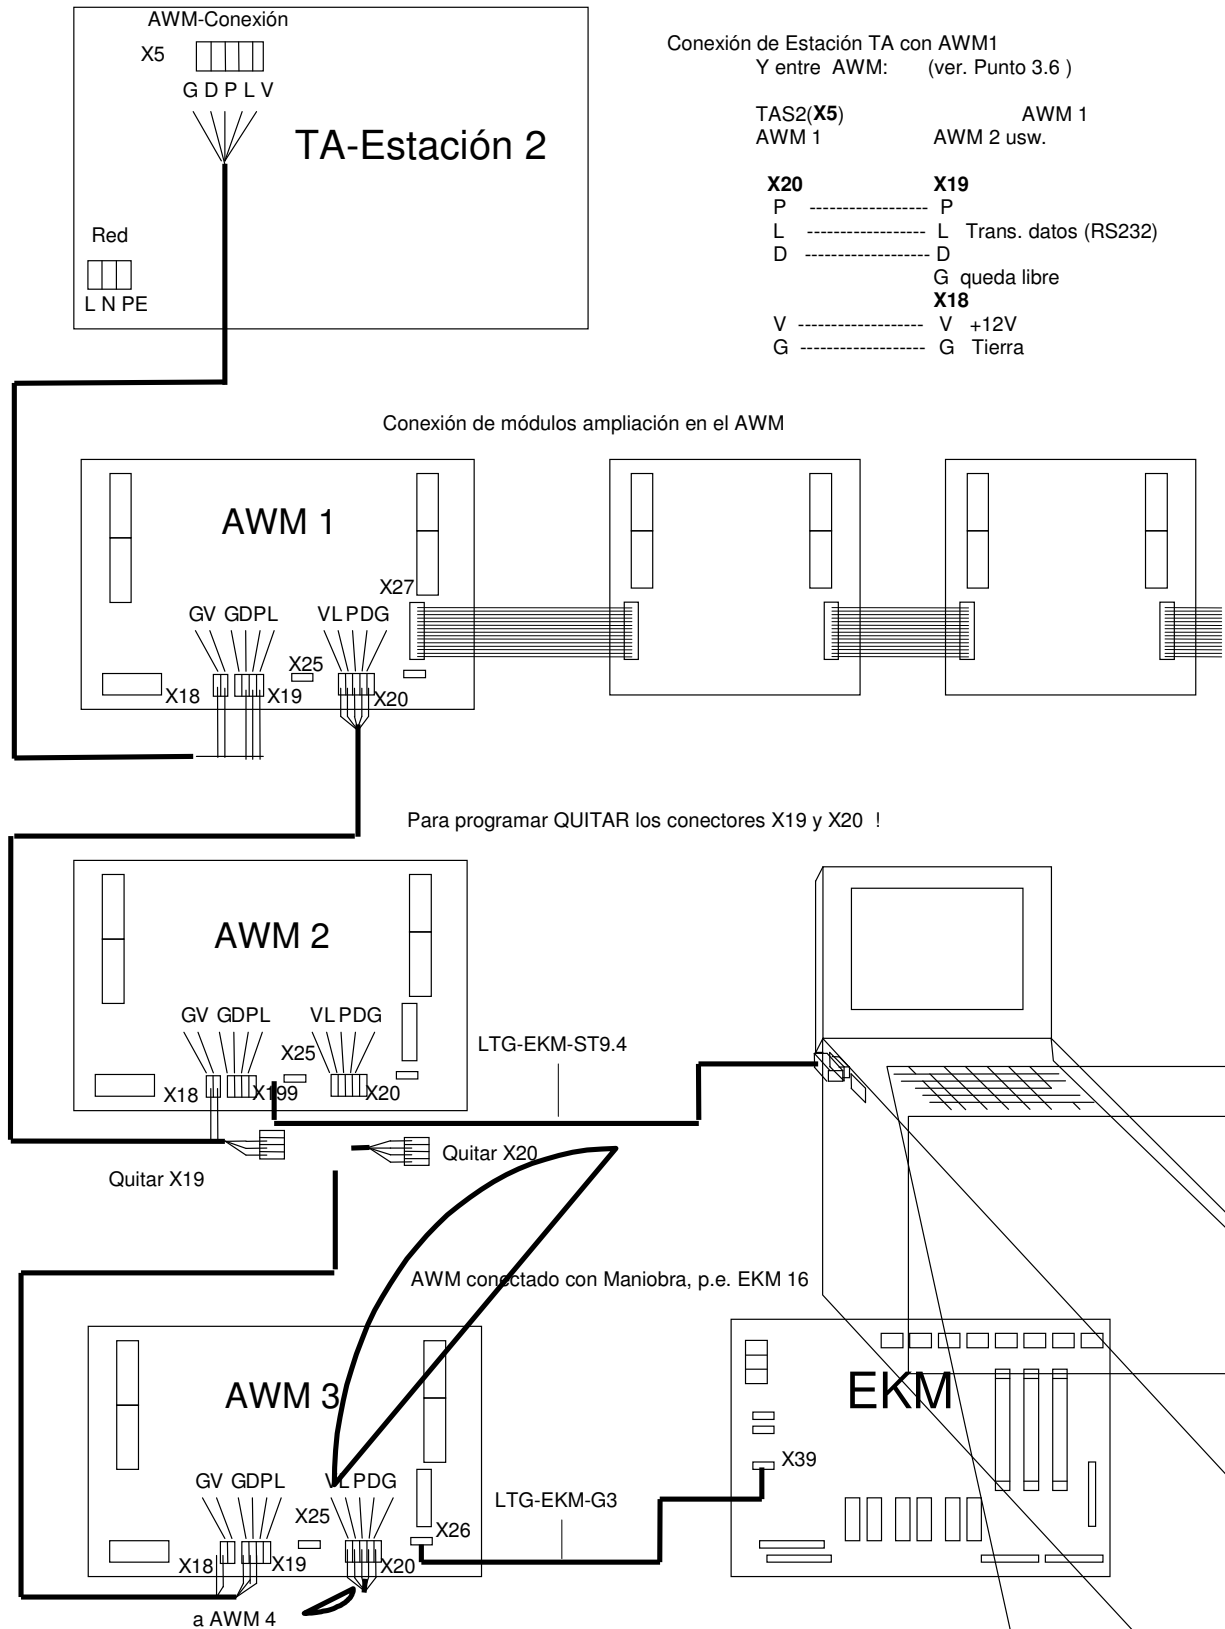 AWM-Conexión
X5
G D P L V
TA-Estación 2
Red
L N PE
Conexión de Estación TA con AWM1
Y entre AWM: (ver. Punto 3.6 )
TAS2(X5) AWM 1
AWM 1 AWM 2 usw.
X20 X19
P ------------------ P
L ------------------ L Trans. datos (RS232)
D ------------------ D
G queda libre
X18
V ------------------ V +12V
G ------------------ G Tierra
Conexión de módulos ampliación en el AWM
AWM 1
X27
GV GDPL VLPDG
X25
X18 X19 X20
Para programar QUITAR los conectores X19 y X20 !
AWM 2
GV GDPL VLPDG
X25
X18 X199 X20
LTG-EKM-ST9.4
Quitar X19
Quitar X20
AWM conectado con Maniobra, p.e. EKM 16
AWM 3
EKM
X39
GV GDPL VLPDG
LTG-EKM-G3
X25
X26
X18 X19 X20
a AWM 4